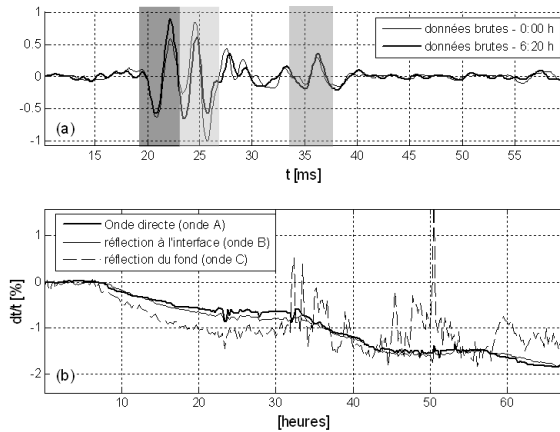 1
0.5
0
-0.5
-1
données brutes - 0:00 h
données brutes - 6:20 h
(a)
15 20 25 30 35 40 45 50 55
t [ms]
Onde directe (onde A)
réflection à l'interface (onde B)
réflection du fond (onde C)
1
0
-1
-2
dt/t [%]
(b)
10 20 30 40 50 60
[heures]